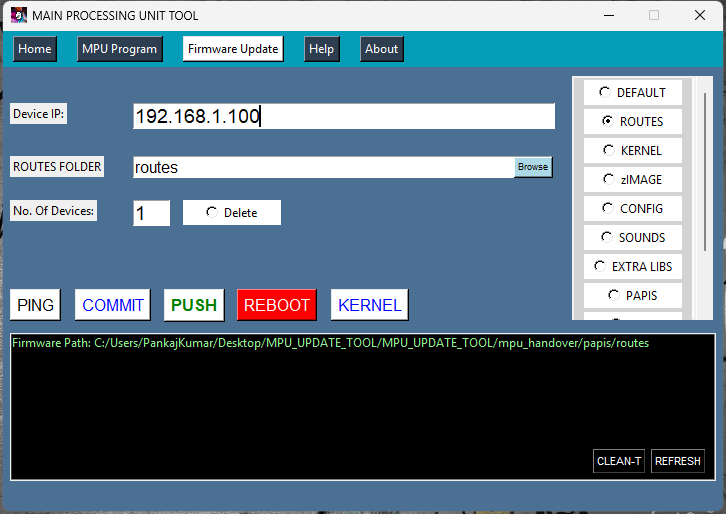 MAIN PROCESSING UNIT TOOL
Home MPU Program Firmware Update Help About
Device IP: 192.168.1.100
ROUTES FOLDER routes Browse
No. Of Devices: 1 Delete
DEFAULT
ROUTES
KERNEL
zIMAGE
CONFIG
SOUNDS
EXTRA LIBS
PAPIS
PING COMMIT PUSH REBOOT KERNEL
Firmware Path: C:/Users/PankajKumar/Desktop/MPU_UPDATE_TOOL/MPU_UPDATE_TOOL/mpu_handover/papis/routes
CLEAN-T REFRESH